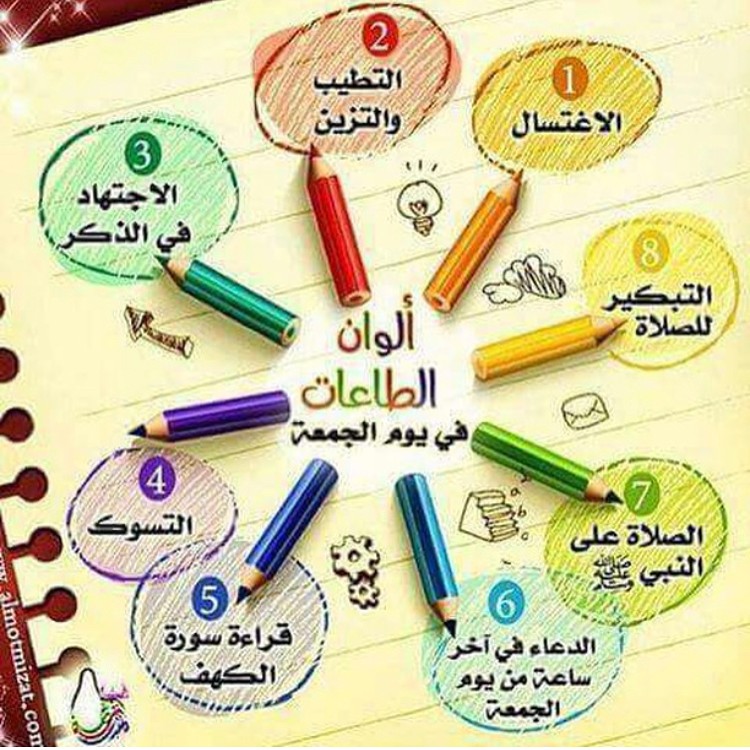 ألوان
الطاعات
في يوم الجمعة
1
الاغتسال
2
التطيب
والتزين
3
الاجتهاد
في الذكر
4
التسوك
5
قراءة سورة
الكهف
6
الدعاء في آخر
ساعة من يوم
الجمعة
7
الصلاة على
النبي ﷺ
8
التبكير
للصلاة
www.almotmizat.com